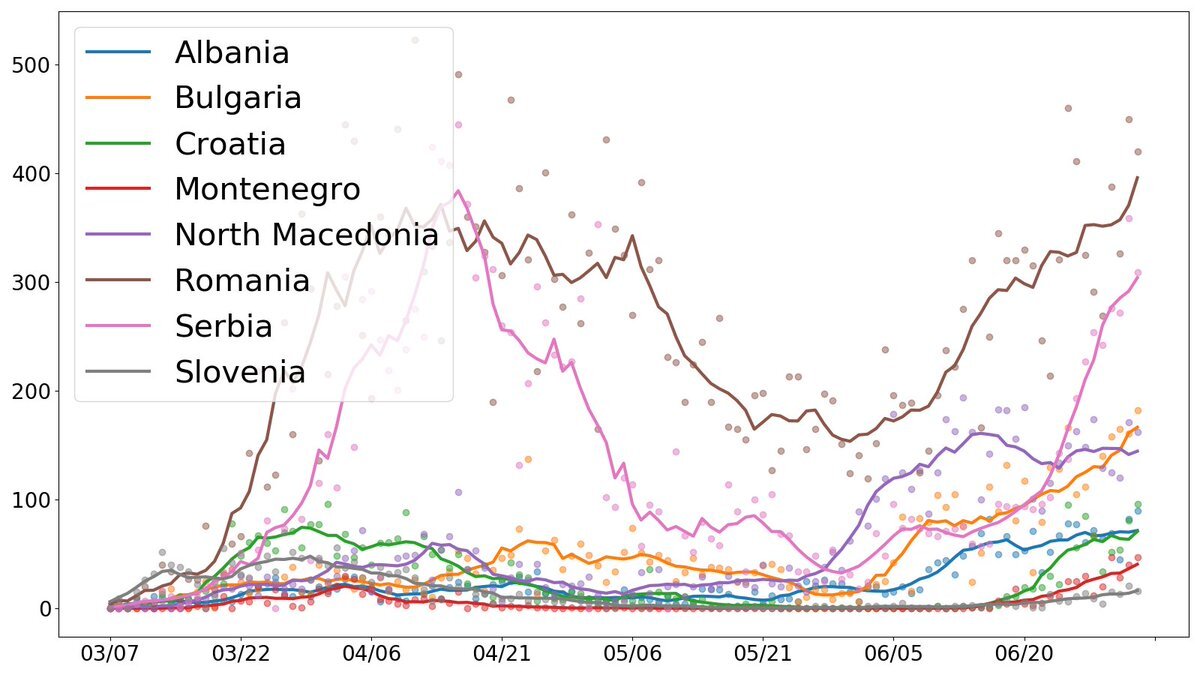 500
400
300
200
100
0
Albania
Bulgaria
Croatia
Montenegro
North Macedonia
Romania
Serbia
Slovenia
03/07 03/22 04/06 04/21 05/06 05/21 06/05 06/20